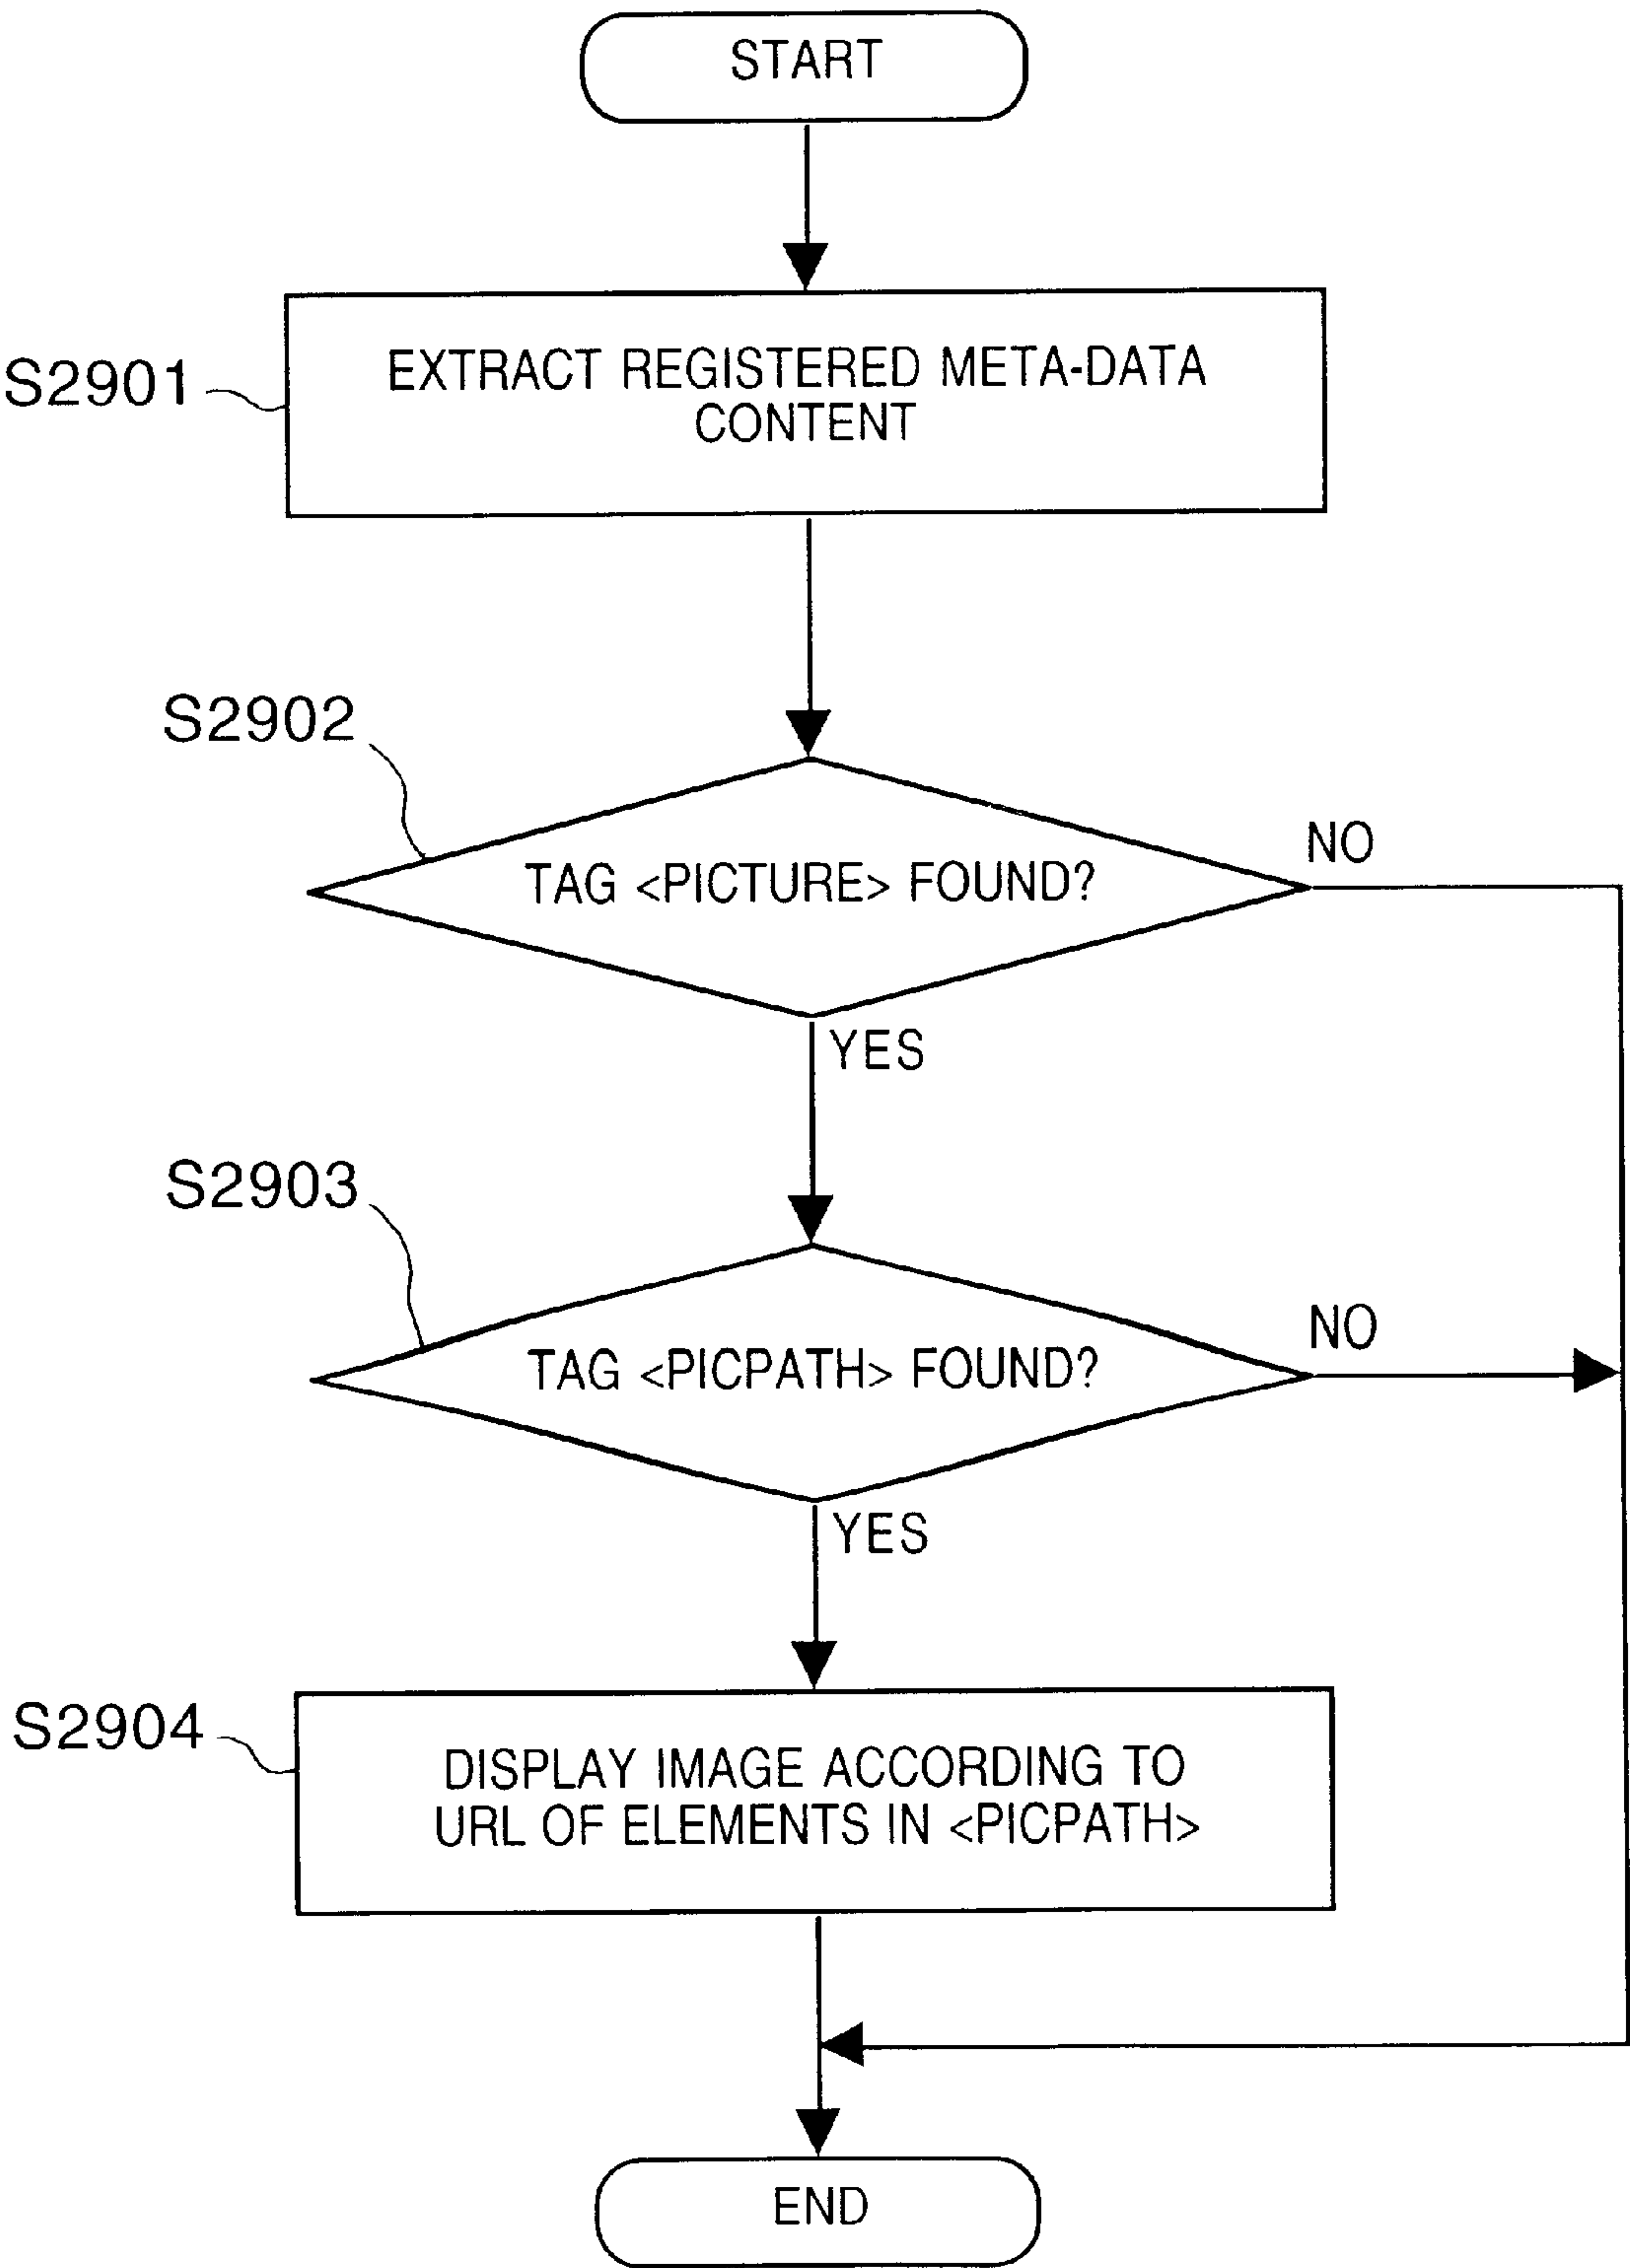 START
S2901
EXTRACT REGISTERED META-DATA
CONTENT
S2902
TAG <PICTURE> FOUND?
NO
YES
S2903
TAG <PICPATH> FOUND?
NO
YES
S2904
DISPLAY IMAGE ACCORDING TO
URL OF ELEMENTS IN <PICPATH>
END